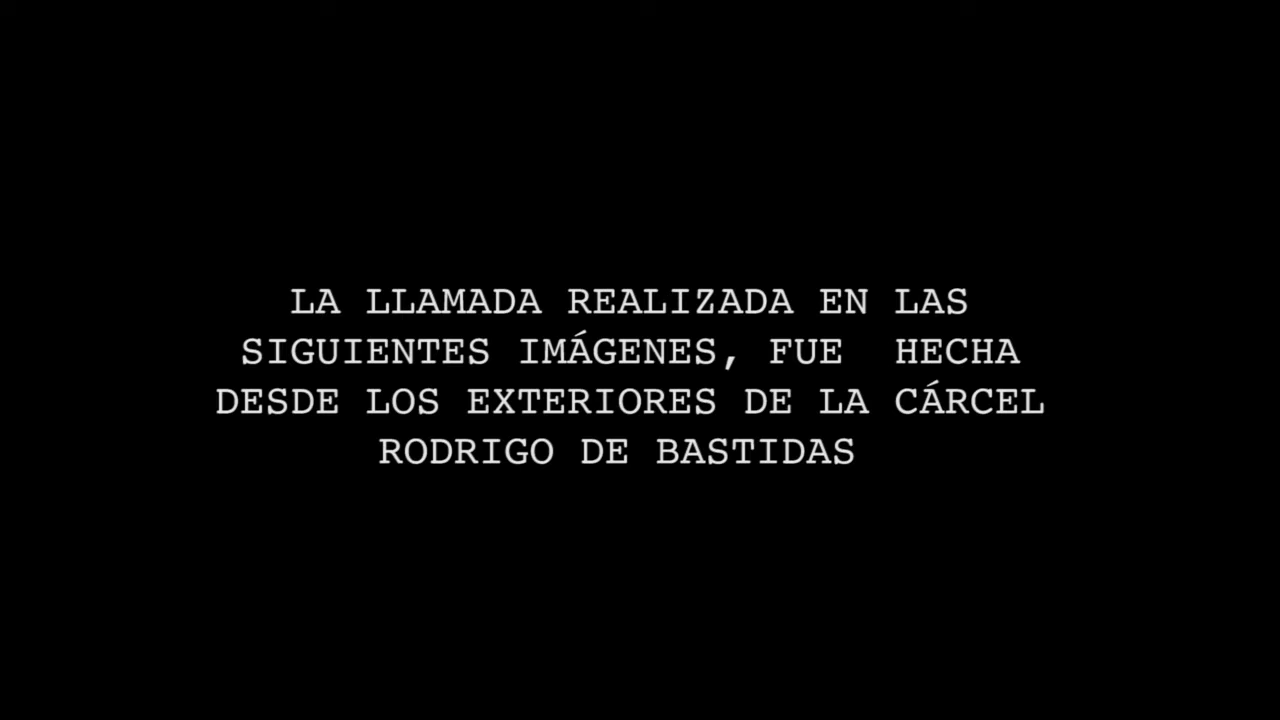 LA LLAMADA REALIZADA EN LAS
SIGUIENTES IMÁGENES, FUE  HECHA
DESDE LOS EXTERIORES DE LA CÁRCEL
RODRIGO DE BASTIDAS